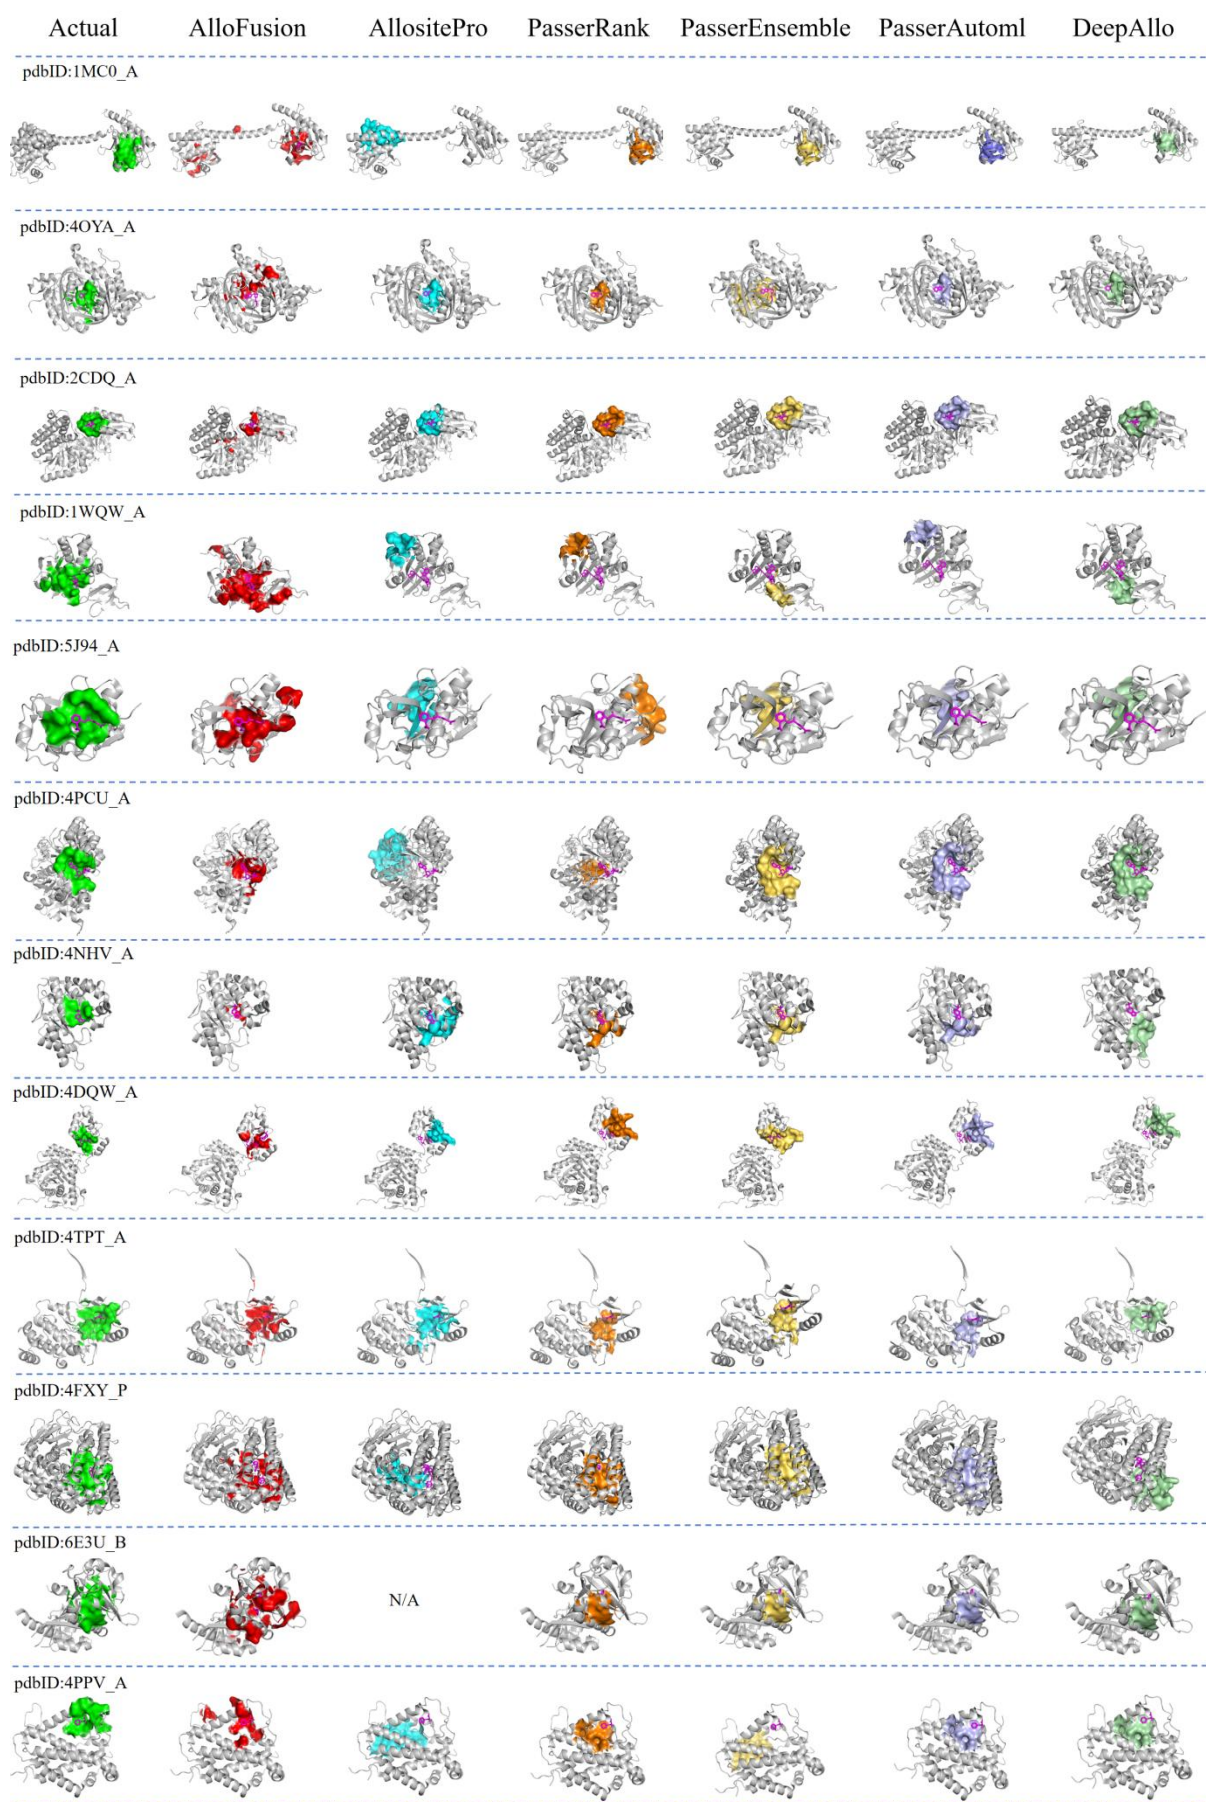 Actual AlloFusion AllositePro PasserRank PasserEnsemble PasserAutoml DeepAllo
pdbID:1MC0_A
pdbID:4OYA_A
pdbID:2CDQ_A
pdbID:1WQW_A
pdbID:5J94_A
pdbID:4PCU_A
pdbID:4NHV_A
pdbID:4DQW_A
pdbID:4TPT_A
pdbID:4FXY_P
pdbID:6E3U_B
N/A
pdbID:4PPV_A